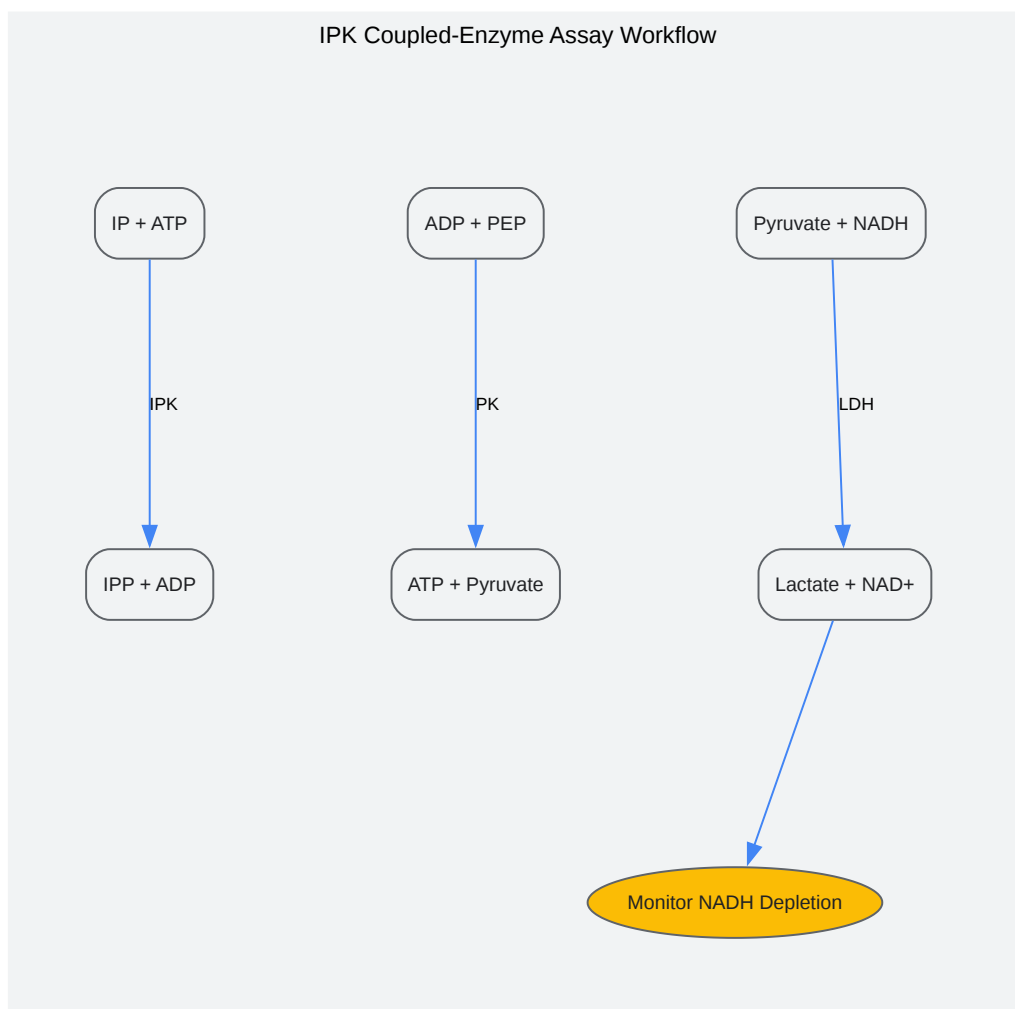 IPK Coupled-Enzyme Assay Workflow
IP + ATP
ADP + PEP
Pyruvate + NADH
IPK
PK
LDH
IPP + ADP
ATP + Pyruvate
Lactate + NAD+
Monitor NADH Depletion